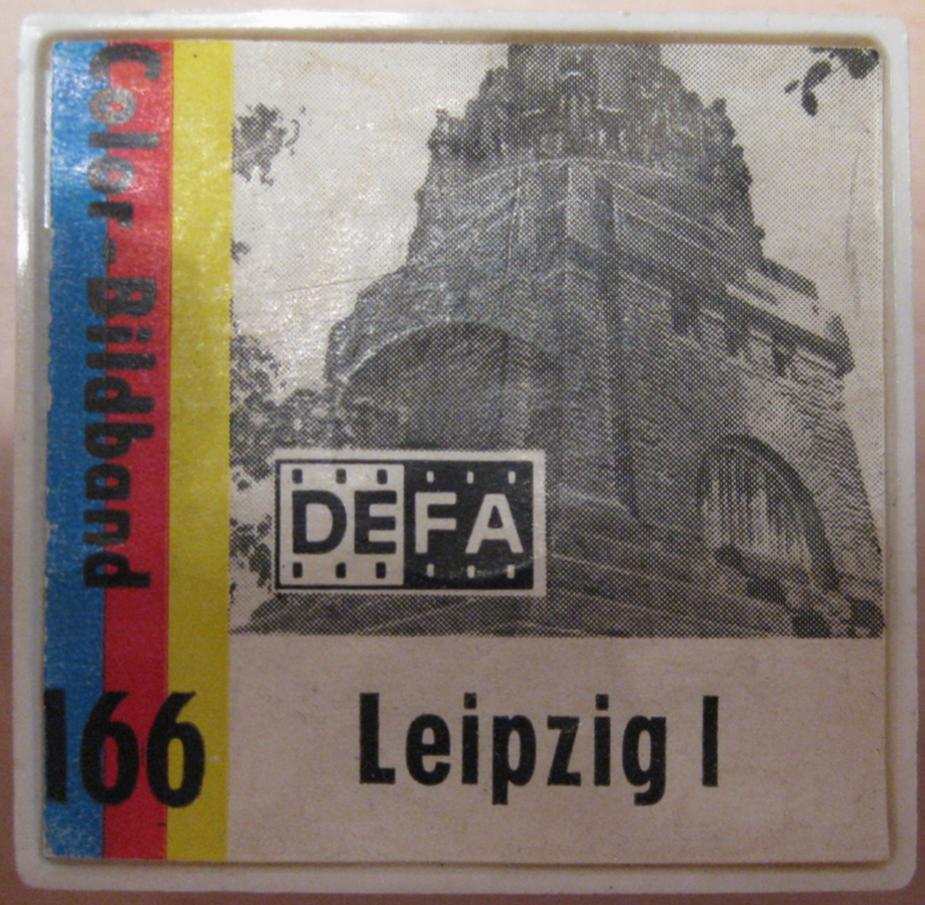 Color-Bildband
DEFA
166
Leipzig I